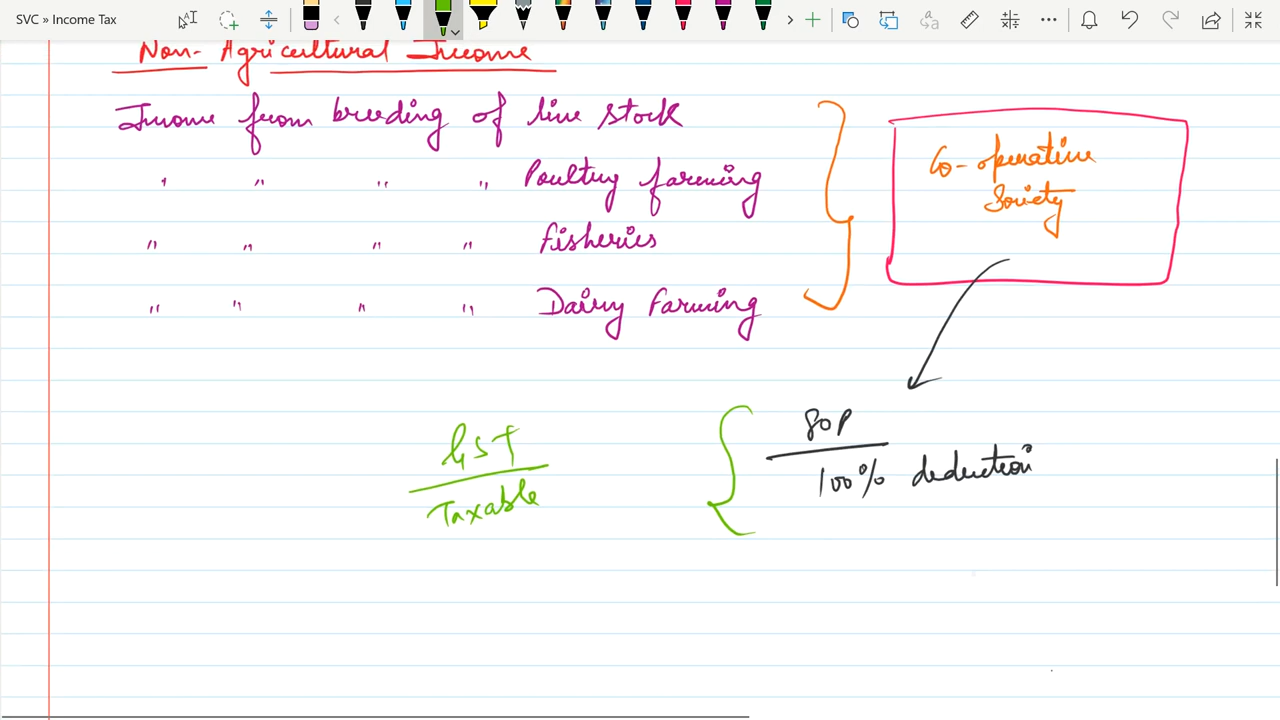 SVC » Income Tax
Non- Agricultural Income
Income from breeding of live stock
" " " " Poultry farming
" " " " fisheries
" " " " Dairy Farming
Co-operative
Society
80P
100% deduction
GST
Taxable